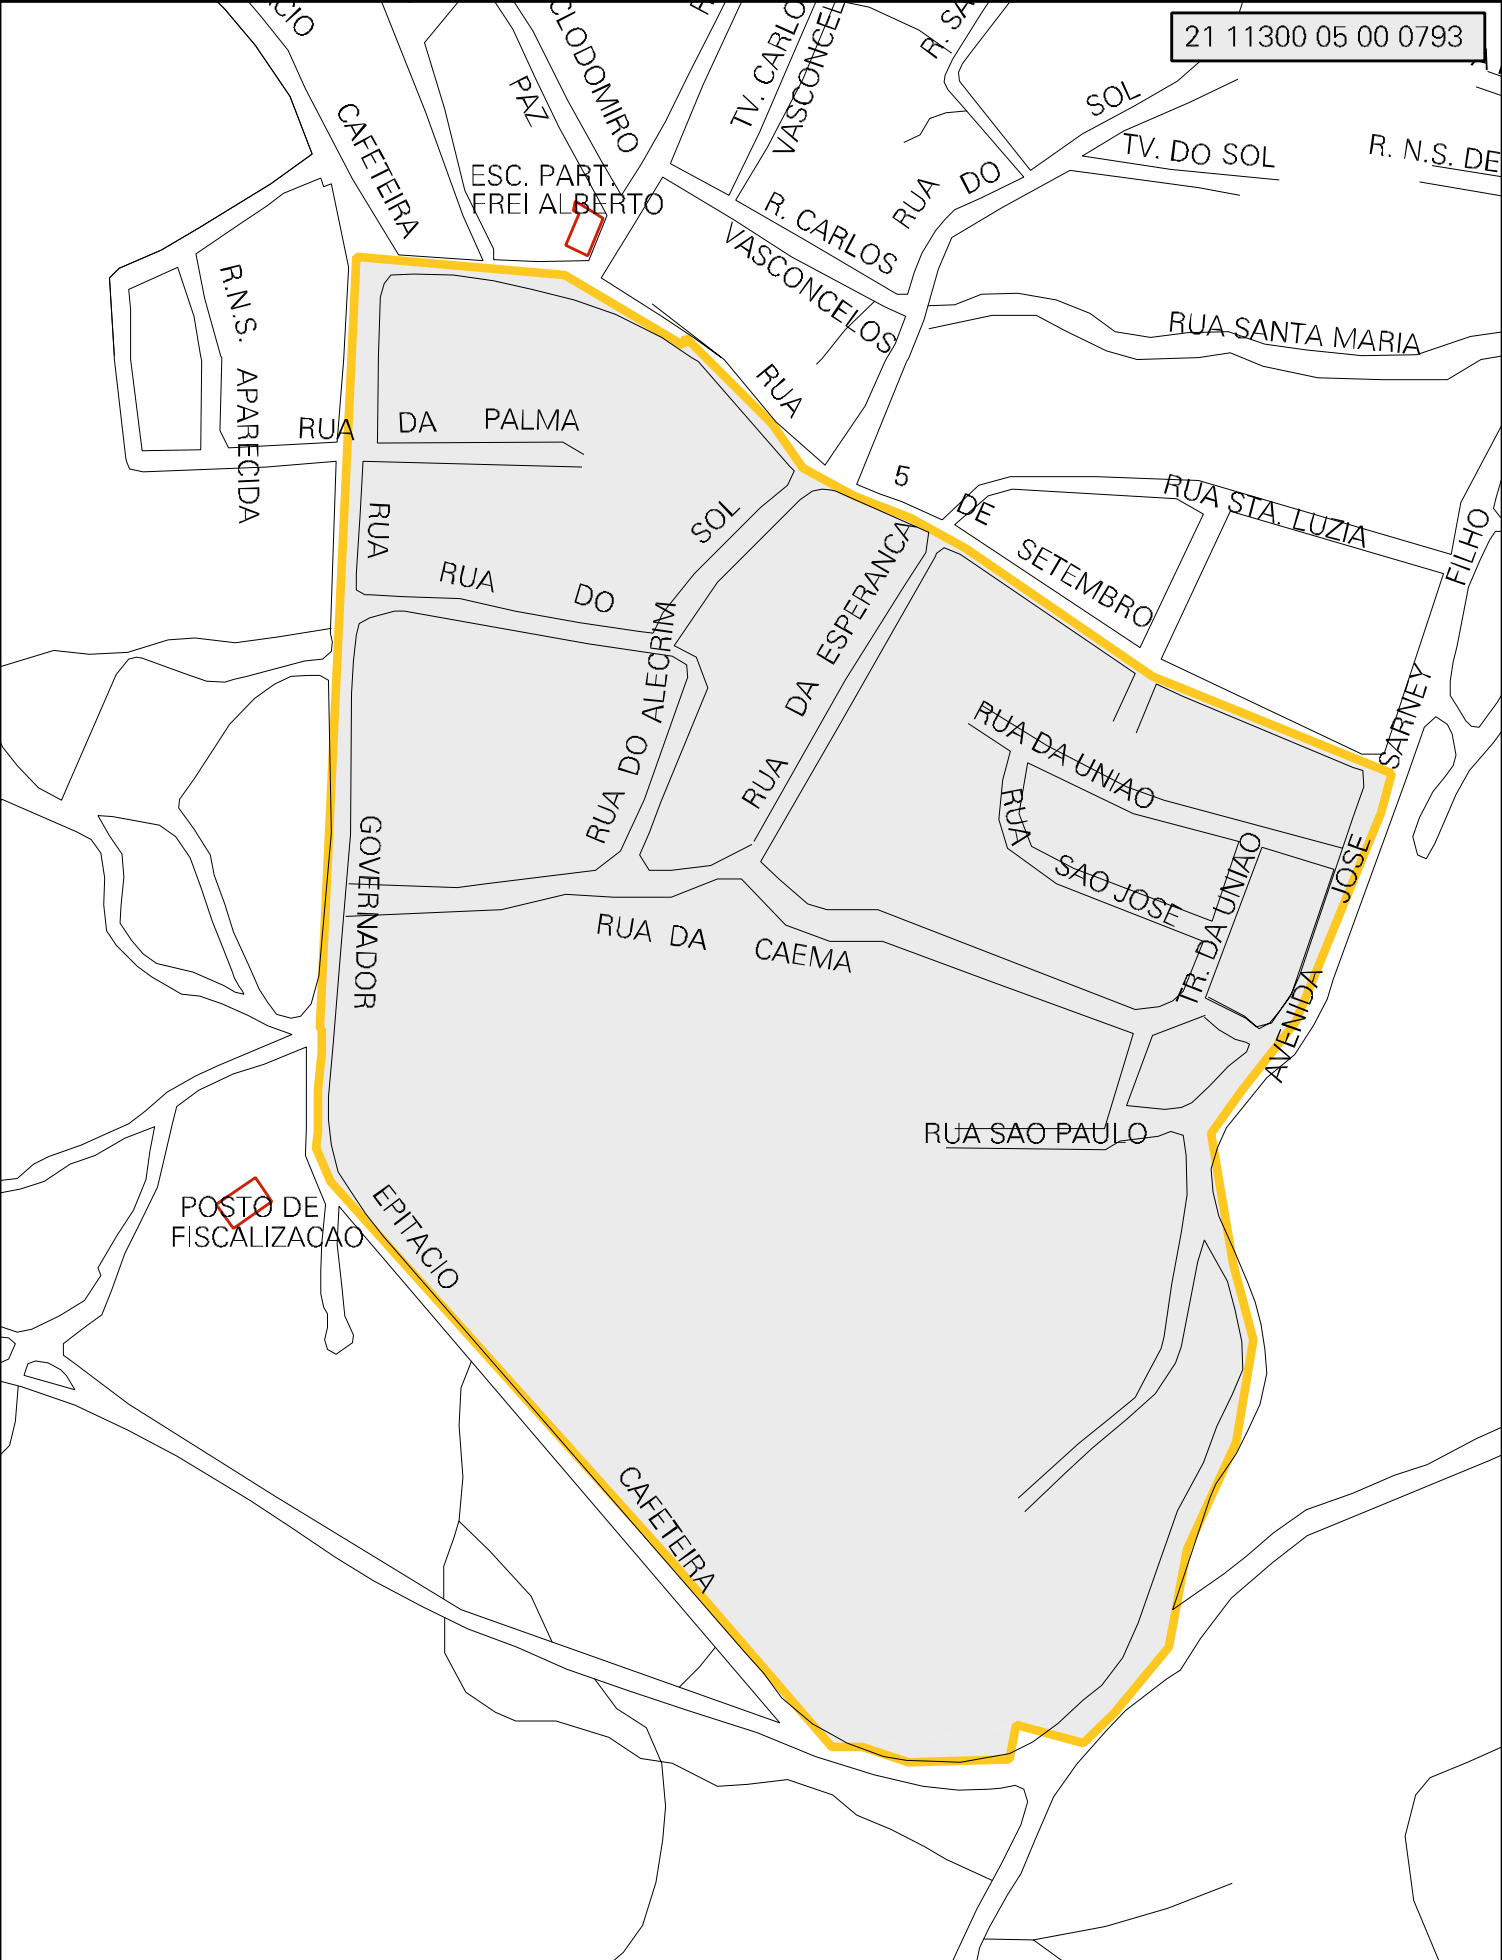 21 11300 05 00 0793
CIO
CAFETEIRA
PAZ
CLODOMIRO
TV. CARLO
VASCONCEL
R. SA
SOL
TV. DO SOL
R. N.S. DE
ESC. PART.
FREI ALBERTO
R. CARLOS
VASCONCELOS
RUA DO
RUA SANTA MARIA
R.N.S. APARECIDA
RUA DA PALMA
RUA
5 DE SETEMBRO
RUA STA. LUZIA
FILHO
SARNEY
JOSE
AVENIDA
RUA
RUA DO SOL
RUA DO ALECRIM
RUA DA ESPERANCA
RUA DA UNIAO
RUA SAO JOSE
TR. DA UNIAO
GOVERNADOR
RUA DA CAEMA
RUA SAO PAULO
POSTO DE
FISCALIZACAO
EPITACIO
CAFETEIRA